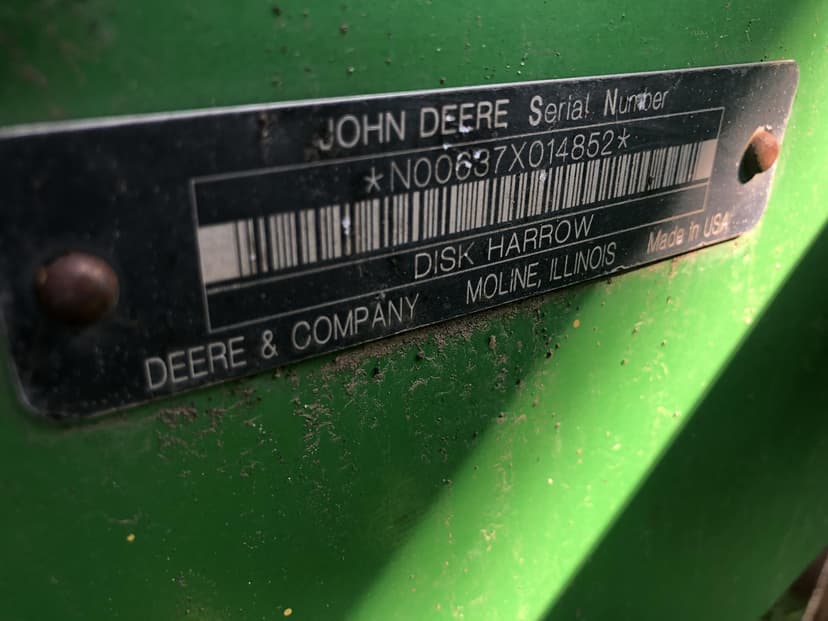 JOHN DEERE Serial Number
*N00637X014852*
DISK HARROW
DEERE & COMPANY MOLINE, ILLINOIS Made in USA